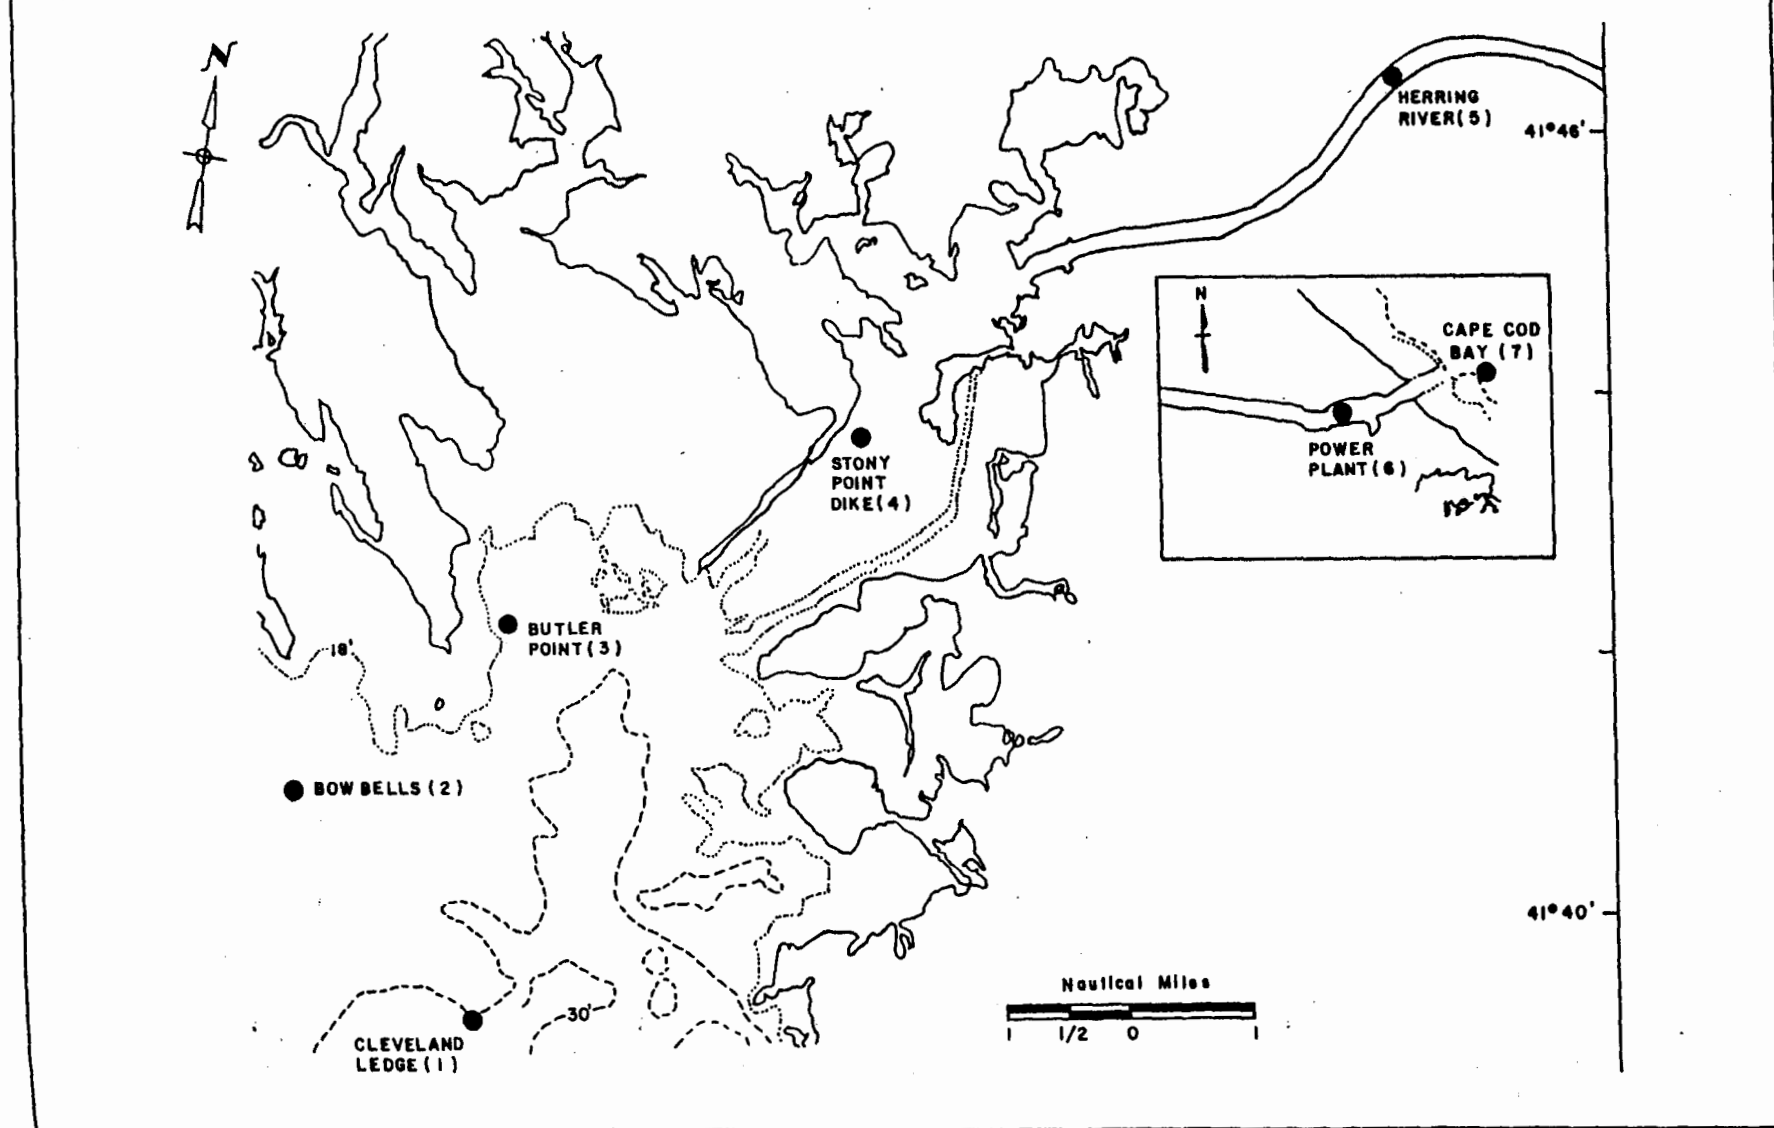 N
HERRING
RIVER(5)
41°46'
N
CAPE COD
BAY (7)
POWER
PLANT(6)
STONY
POINT
DIKE(4)
BUTLER
POINT(3)
18'
BOW BELLS (2)
41°40'
Nautical Miles
1 1/2 0 1
30'
CLEVELAND
LEDGE(1)